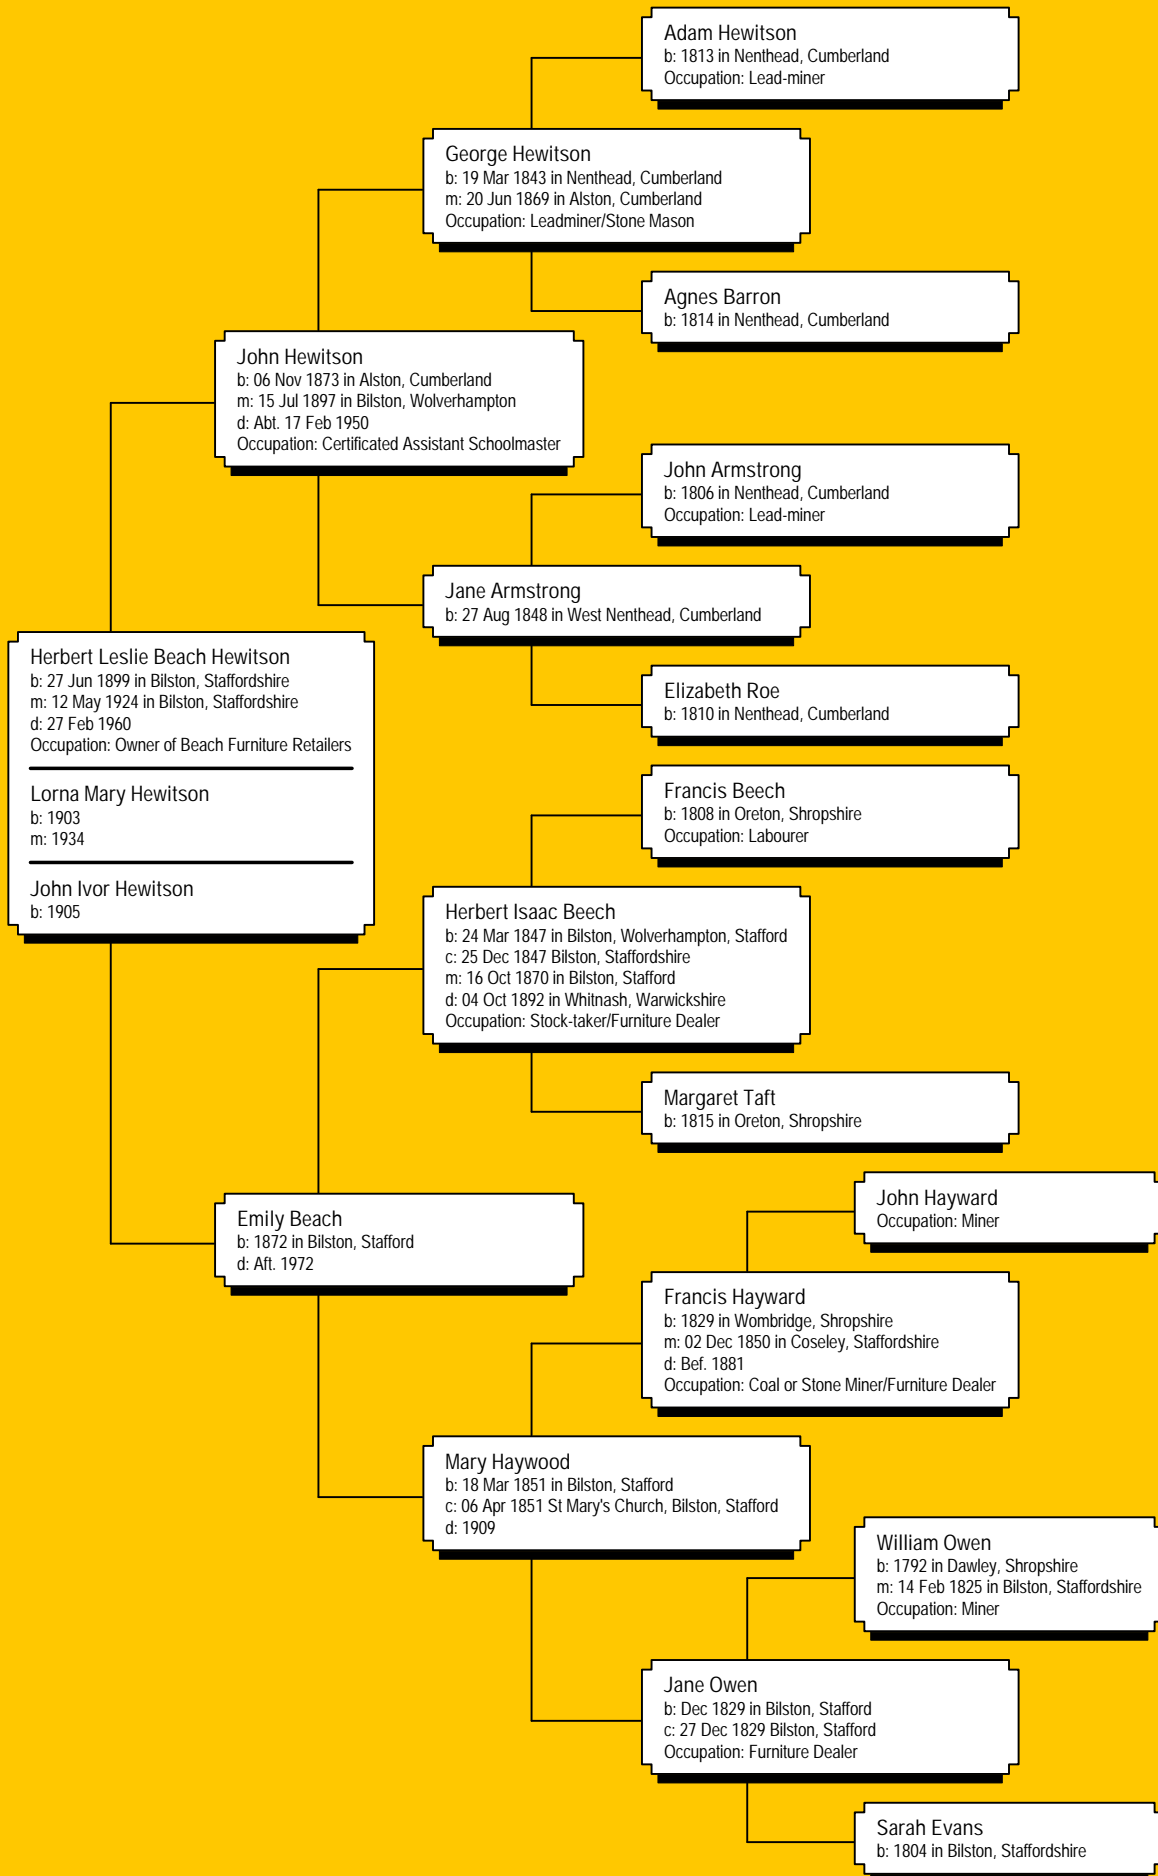 Adam Hewitson
b: 1813 in Nenthead, Cumberland
Occupation: Lead-miner
George Hewitson
b: 19 Mar 1843 in Nenthead, Cumberland
m: 20 Jun 1869 in Alston, Cumberland
Occupation: Leadminer/Stone Mason
Agnes Barron
b: 1814 in Nenthead, Cumberland
John Hewitson
b: 06 Nov 1873 in Alston, Cumberland
m: 15 Jul 1897 in Bilston, Wolverhampton
d: Abt. 17 Feb 1950
Occupation: Certificated Assistant Schoolmaster
John Armstrong
b: 1806 in Nenthead, Cumberland
Occupation: Lead-miner
Jane Armstrong
b: 27 Aug 1848 in West Nenthead, Cumberland
Elizabeth Roe
b: 1810 in Nenthead, Cumberland
Herbert Leslie Beach Hewitson
b: 27 Jun 1899 in Bilston, Staffordshire
m: 12 May 1924 in Bilston, Staffordshire
d: 27 Feb 1960
Occupation: Owner of Beach Furniture Retailers
Lorna Mary Hewitson
b: 1903
m: 1934
John Ivor Hewitson
b: 1905
Francis Beech
b: 1808 in Oreton, Shropshire
Occupation: Labourer
Herbert Isaac Beech
b: 24 Mar 1847 in Bilston, Wolverhampton, Stafford
c: 25 Dec 1847 Bilston, Staffordshire
m: 16 Oct 1870 in Bilston, Stafford
d: 04 Oct 1892 in Whitnash, Warwickshire
Occupation: Stock-taker/Furniture Dealer
Margaret Taft
b: 1815 in Oreton, Shropshire
Emily Beach
b: 1872 in Bilston, Stafford
d: Aft. 1972
John Hayward
Occupation: Miner
Francis Hayward
b: 1829 in Wombridge, Shropshire
m: 02 Dec 1850 in Coseley, Staffordshire
d: Bef. 1881
Occupation: Coal or Stone Miner/Furniture Dealer
Mary Haywood
b: 18 Mar 1851 in Bilston, Stafford
c: 06 Apr 1851 St Mary's Church, Bilston, Stafford
d: 1909
William Owen
b: 1792 in Dawley, Shropshire
m: 14 Feb 1825 in Bilston, Staffordshire
Occupation: Miner
Jane Owen
b: Dec 1829 in Bilston, Stafford
c: 27 Dec 1829 Bilston, Stafford
Occupation: Furniture Dealer
Sarah Evans
b: 1804 in Bilston, Staffordshire